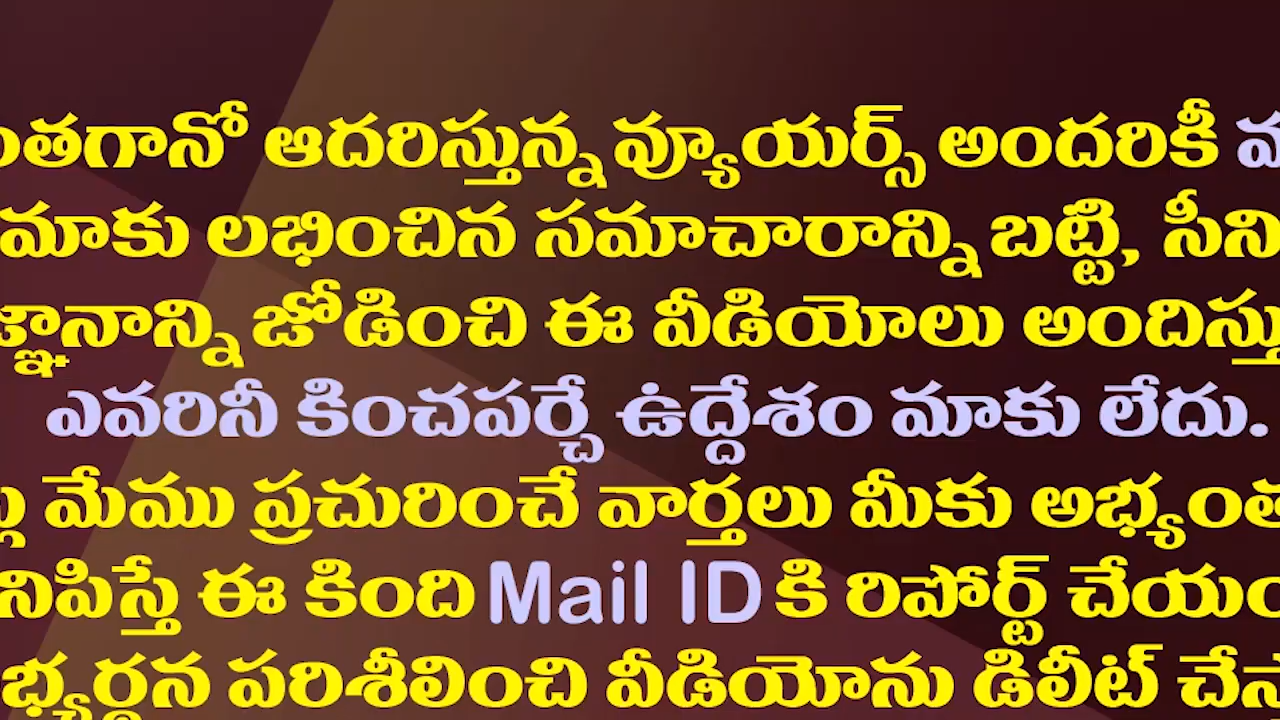 ఆదరిస్తున్న వ్యూయర్స్ అందరికీ
మాకు లభించిన సమాచారాన్ని బట్టి, సీని
జోడించి ఈ వీడియోలు
ఎవరినీ కించపర్చే ఉద్దేశం మాకు లేదు.
మేము ప్రచురించే వార్తలు మీకు
ఈ కింది Mail ID కి రిపోర్ట్
పరిశీలించి వీడియోను డిలీట్